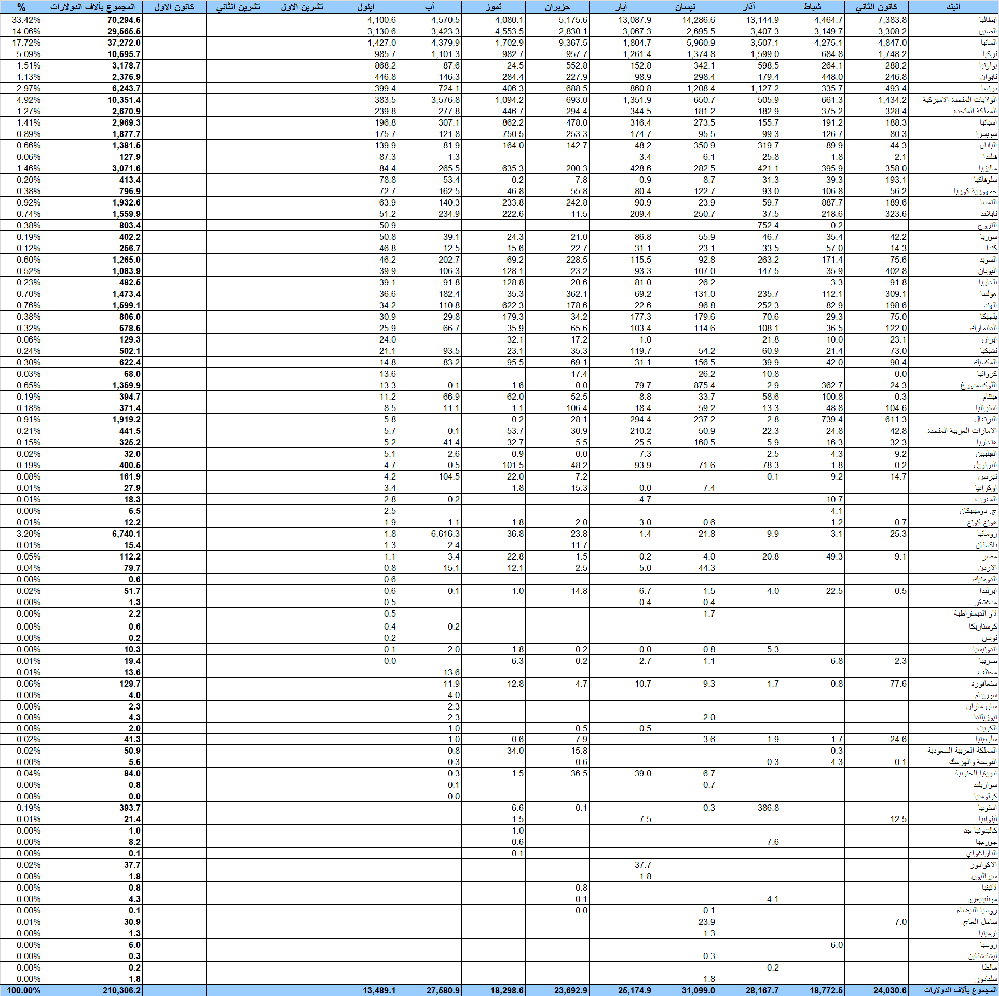 البلد كانون الثاني شباط آذار نيسان أيار حزيران تموز آب ايلول تشرين الاول تشرين الثاني كانون الاول المجموع بآلاف الدولارات %
ايطاليا 7,383.8 4,464.7 13,144.9 14,286.6 13,087.9 5,175.6 4,080.1 4,570.5 4,100.6 70,294.6 33.42%
الصين 3,308.2 3,149.7 3,407.3 2,695.5 3,067.3 2,830.1 4,553.5 3,423.3 3,130.6 29,565.5 14.06%
المانيا 4,847.0 4,275.1 3,507.1 5,960.9 1,804.7 9,367.5 1,702.9 4,379.9 1,427.0 37,272.0 17.72%
تركيا 1,748.2 684.8 1,599.0 1,374.8 1,261.4 957.7 982.7 1,101.3 985.7 10,695.7 5.09%
بولونيا 288.2 264.1 598.5 342.1 152.8 552.8 24.5 87.6 868.2 3,178.7 1.51%
تايوان 246.8 448.0 179.4 298.4 98.9 227.9 284.4 146.3 446.8 2,376.9 1.13%
فرنسا 493.4 335.7 1,127.2 1,208.4 860.8 688.5 406.3 724.1 399.4 6,243.7 2.97%
الولايات المتحدة الاميركية 1,434.2 661.3 505.9 650.7 1,351.9 693.0 1,094.2 3,576.8 383.5 10,351.4 4.92%
المملكة المتحدة 328.4 375.2 182.9 181.2 344.5 294.4 446.7 277.8 239.8 2,670.9 1.27%
اسبانيا 188.3 191.2 155.7 273.5 316.4 478.0 862.2 307.1 196.8 2,969.3 1.41%
سويسرا 80.3 126.7 99.3 95.5 174.7 253.3 750.5 121.8 175.7 1,877.7 0.89%
اليابان 44.3 89.9 319.7 350.9 48.2 142.7 164.0 81.9 139.9 1,381.5 0.66%
فنلندا 2.1 1.8 25.8 6.1 3.4 1.3 87.3 127.9 0.06%
ماليزيا 358.0 395.9 421.1 282.5 428.6 200.3 635.3 265.5 84.4 3,071.6 1.46%
سلوفاكيا 193.1 39.3 31.3 8.7 0.9 7.8 0.2 53.4 78.8 413.4 0.20%
جمهورية كوريا 56.2 106.8 93.0 122.7 80.4 55.8 46.8 162.5 72.7 796.9 0.38%
النمسا 189.6 887.7 59.7 23.9 90.9 242.8 233.8 140.3 63.9 1,932.6 0.92%
تايلاند 323.6 218.6 37.5 250.7 209.4 11.5 222.6 234.9 51.2 1,559.9 0.74%
النروج 0.2 752.4 50.9 803.4 0.38%
سوريا 42.2 35.4 46.7 55.9 86.8 21.0 24.3 39.1 50.8 402.2 0.19%
كندا 14.3 57.0 33.5 23.1 31.1 22.7 15.6 12.5 46.8 256.7 0.12%
السويد 75.6 171.4 263.2 92.8 115.5 228.5 69.2 202.7 46.2 1,265.0 0.60%
اليونان 402.8 35.9 147.5 107.0 93.3 23.2 128.1 106.3 39.9 1,083.9 0.52%
بلغاريا 91.8 3.3 26.2 81.0 20.6 128.8 91.8 39.1 482.5 0.23%
هولندا 309.1 112.1 235.7 131.0 69.2 362.1 35.3 182.4 36.6 1,473.4 0.70%
الهند 198.6 82.9 252.3 96.8 22.6 178.6 622.3 110.8 34.2 1,599.1 0.76%
بلجيكا 75.0 29.3 70.6 179.6 177.3 34.2 179.3 29.8 30.9 806.0 0.38%
الدانمارك 122.0 36.5 108.1 114.6 103.4 65.6 35.9 66.7 25.9 678.6 0.32%
ايران 23.1 10.0 21.8 1.0 17.2 32.1 24.0 129.3 0.06%
تشيكيا 73.0 21.4 60.9 54.2 119.7 35.3 23.1 93.5 21.1 502.1 0.24%
المكسيك 90.4 42.0 39.9 156.5 31.1 69.1 95.5 83.2 14.8 622.4 0.30%
كرواتيا 0.0 10.8 26.2 17.4 13.6 68.0 0.03%
اللوكسمبورغ 24.3 362.7 2.9 875.4 79.7 0.0 1.6 0.1 13.3 1,359.9 0.65%
فيتنام 0.3 100.8 58.6 33.7 8.8 52.5 62.0 66.9 11.2 394.7 0.19%
استراليا 104.6 48.8 13.3 59.2 18.4 106.4 1.1 11.1 8.5 371.4 0.18%
البرتغال 611.3 739.4 2.8 237.2 294.4 28.1 0.2 5.8 1,919.2 0.91%
الامارات العربية المتحدة 42.8 24.8 22.3 50.9 210.2 30.9 53.7 0.1 5.7 441.5 0.21%
هنغاريا 32.3 16.3 5.9 160.5 25.5 5.5 32.7 41.4 5.2 325.2 0.15%
الفيليبين 9.2 4.3 2.5 7.3 0.0 0.9 2.6 5.1 32.0 0.02%
البرازيل 0.2 1.8 78.3 71.6 93.9 48.2 101.5 0.5 4.7 400.5 0.19%
قبرص 14.7 9.2 0.1 7.2 22.0 104.5 4.2 161.9 0.08%
اوكرانيا 7.4 0.0 15.3 1.8 3.4 27.9 0.01%
المغرب 10.7 4.7 0.2 2.8 18.3 0.01%
ج. دومينيكان 4.1 2.5 6.5 0.00%
هونغ كونغ 0.7 1.2 0.6 3.0 2.0 1.8 1.1 1.9 12.2 0.01%
رومانيا 25.3 3.1 9.9 21.8 1.4 23.8 36.8 6,616.3 1.8 6,740.1 3.20%
باكستان 11.7 2.4 1.3 15.4 0.01%
مصر 9.1 49.3 20.8 4.0 0.2 1.5 22.8 3.4 1.1 112.2 0.05%
الاردن 44.3 5.0 2.5 12.1 15.1 0.8 79.7 0.04%
الدومنيك 0.6 0.6 0.00%
ايرلندا 0.5 22.5 4.0 1.5 6.7 14.8 1.0 0.1 0.6 51.7 0.02%
مدغشقر 0.4 0.4 0.5 1.3 0.00%
لاو الديمقراطية 1.7 0.5 2.2 0.00%
كوستاريكا 0.2 0.4 0.6 0.00%
تونس 0.2 0.2 0.00%
اندونيسيا 5.3 0.8 0.0 0.2 1.8 2.0 0.1 10.3 0.00%
صربيا 2.3 6.8 1.1 2.7 0.2 6.3 0.0 19.4 0.01%
مختلف 13.6 13.6 0.01%
سنغافورة 77.6 0.8 1.7 9.3 10.7 4.7 12.8 11.9 129.7 0.06%
سورينام 4.0 4.0 0.00%
سان ماران 2.3 2.3 0.00%
نيوزيلندا 2.0 2.3 4.3 0.00%
الكويت 0.5 0.5 1.0 2.0 0.00%
سلوفينيا 24.6 1.7 1.9 3.6 7.9 0.6 1.0 41.3 0.02%
المملكة العربية السعودية 0.3 15.8 34.0 0.8 50.9 0.02%
البوسنة والهرسك 0.1 4.3 0.3 0.6 0.3 5.6 0.00%
افريقيا الجنوبية 6.7 39.0 36.5 1.5 0.3 84.0 0.04%
سوازيلند 0.7 0.1 0.8 0.00%
كولومبيا 0.0 0.0 0.00%
استونيا 386.8 0.3 0.1 6.6 393.7 0.19%
ليتوانيا 12.5 7.5 1.5 21.4 0.01%
كاليدونيا جد 1.0 1.0 0.00%
جورجيا 7.6 0.6 8.2 0.00%
الباراغواي 0.1 0.1 0.00%
الاكوادور 37.7 37.7 0.02%
سيراليون 1.8 1.8 0.00%
لاتيفيا 0.8 0.8 0.00%
مونتينيغرو 4.1 0.1 4.3 0.00%
روسيا البيضاء 0.1 0.0 0.1 0.00%
ساحل العاج 7.0 23.9 30.9 0.01%
ارمينيا 1.3 1.3 0.00%
روسيا 6.0 6.0 0.00%
ليشتنشتاين 0.3 0.3 0.00%
مالطا 0.2 0.2 0.00%
سلفادور 1.8 1.8 0.00%
المجموع بآلاف الدولارات 24,030.6 18,772.5 28,167.7 31,099.0 25,174.9 23,692.9 18,298.6 27,580.9 13,489.1 210,306.2 100.00%